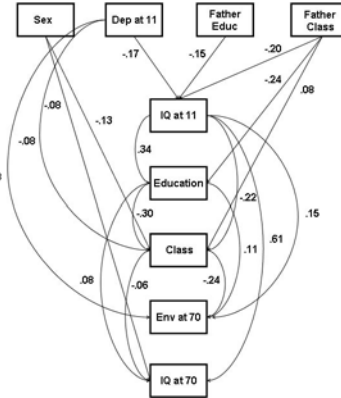 Sex
Dep at 11
Father
Educ
Father
Class
-.17
-.15
-.20
-.24
.08
-.08
-.13
-.08
IQ at 11
.34
Education
-.22
.15
-.30
Class
.11
.61
.08
-.06
-.24
Env at 70
IQ at 70